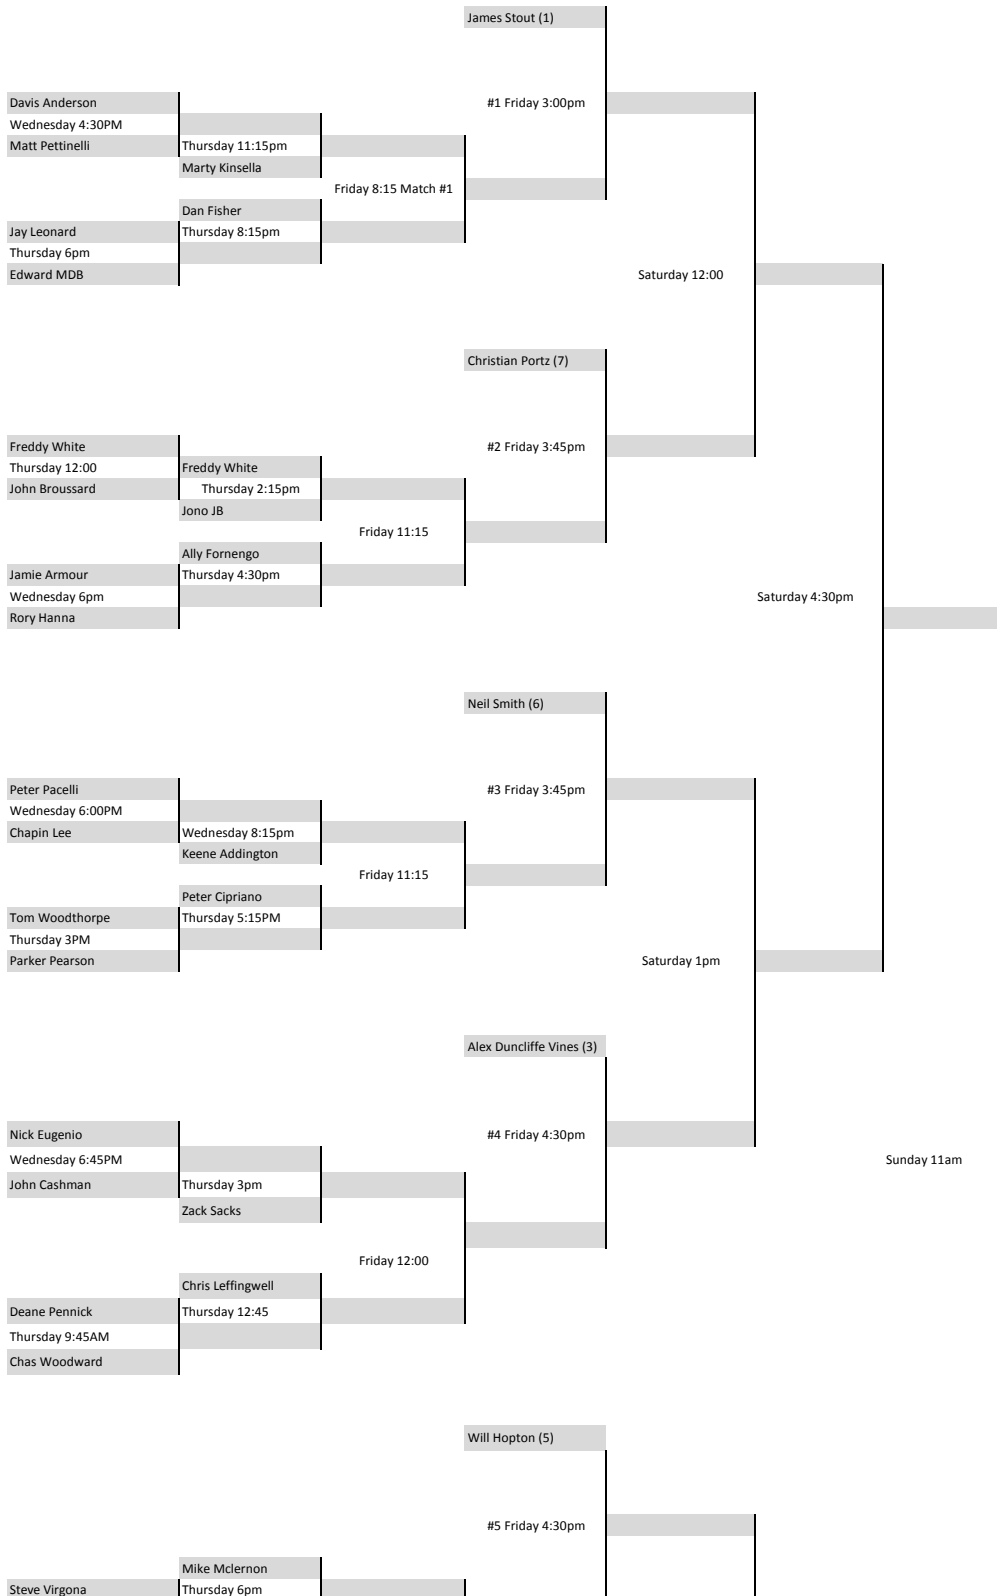 James Stout (1)
Davis Anderson
#1 Friday 3:00pm
Wednesday 4:30PM
Matt Pettinelli
Thursday 11:15pm
Marty Kinsella
Friday 8:15 Match #1
Dan Fisher
Jay Leonard
Thursday 8:15pm
Thursday 6pm
Edward MDB
Saturday 12:00
Christian Portz (7)
Freddy White
#2 Friday 3:45pm
Thursday 12:00
Freddy White
John Broussard
Thursday 2:15pm
Jono JB
Friday 11:15
Ally Fornengo
Jamie Armour
Thursday 4:30pm
Wednesday 6pm
Saturday 4:30pm
Rory Hanna
Neil Smith (6)
Peter Pacelli
#3 Friday 3:45pm
Wednesday 6:00PM
Chapin Lee
Wednesday 8:15pm
Keene Addington
Friday 11:15
Peter Cipriano
Tom Woodthorpe
Thursday 5:15PM
Thursday 3PM
Parker Pearson
Saturday 1pm
Alex Duncliffe Vines (3)
Nick Eugenio
#4 Friday 4:30pm
Wednesday 6:45PM
Sunday 11am
John Cashman
Thursday 3pm
Zack Sacks
Friday 12:00
Chris Leffingwell
Deane Pennick
Thursday 12:45
Thursday 9:45AM
Chas Woodward
Will Hopton (5)
#5 Friday 4:30pm
Mike Mclernon
Steve Virgona
Thursday 6pm